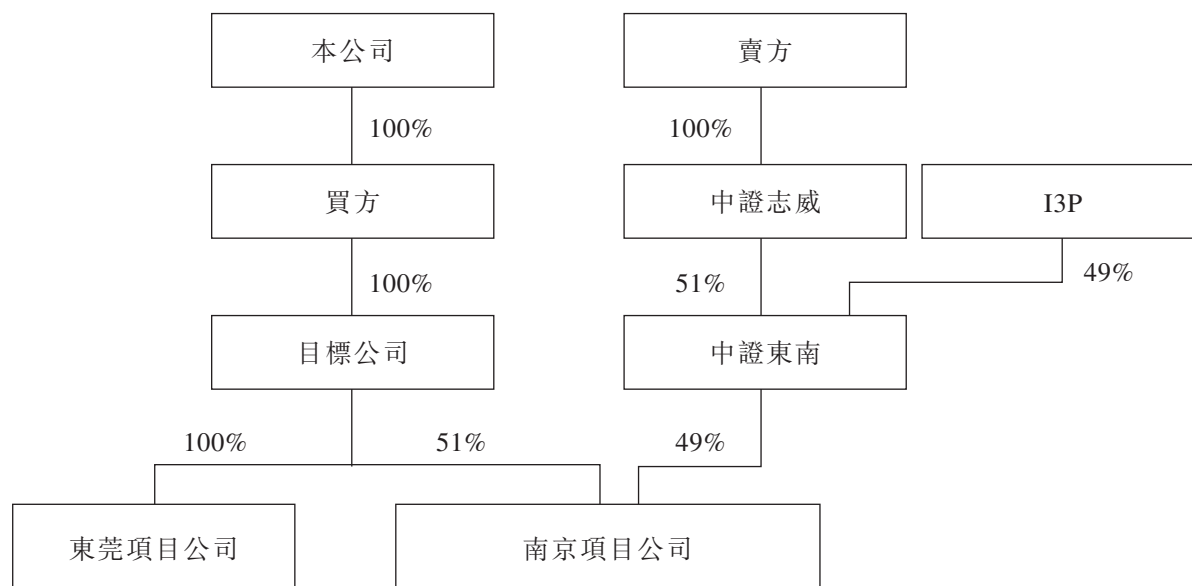 本公司
賣方
100%
100%
買方
中證志威
I3P
100%
51%
49%
目標公司
中證東南
100%
51%
49%
東莞項目公司
南京項目公司